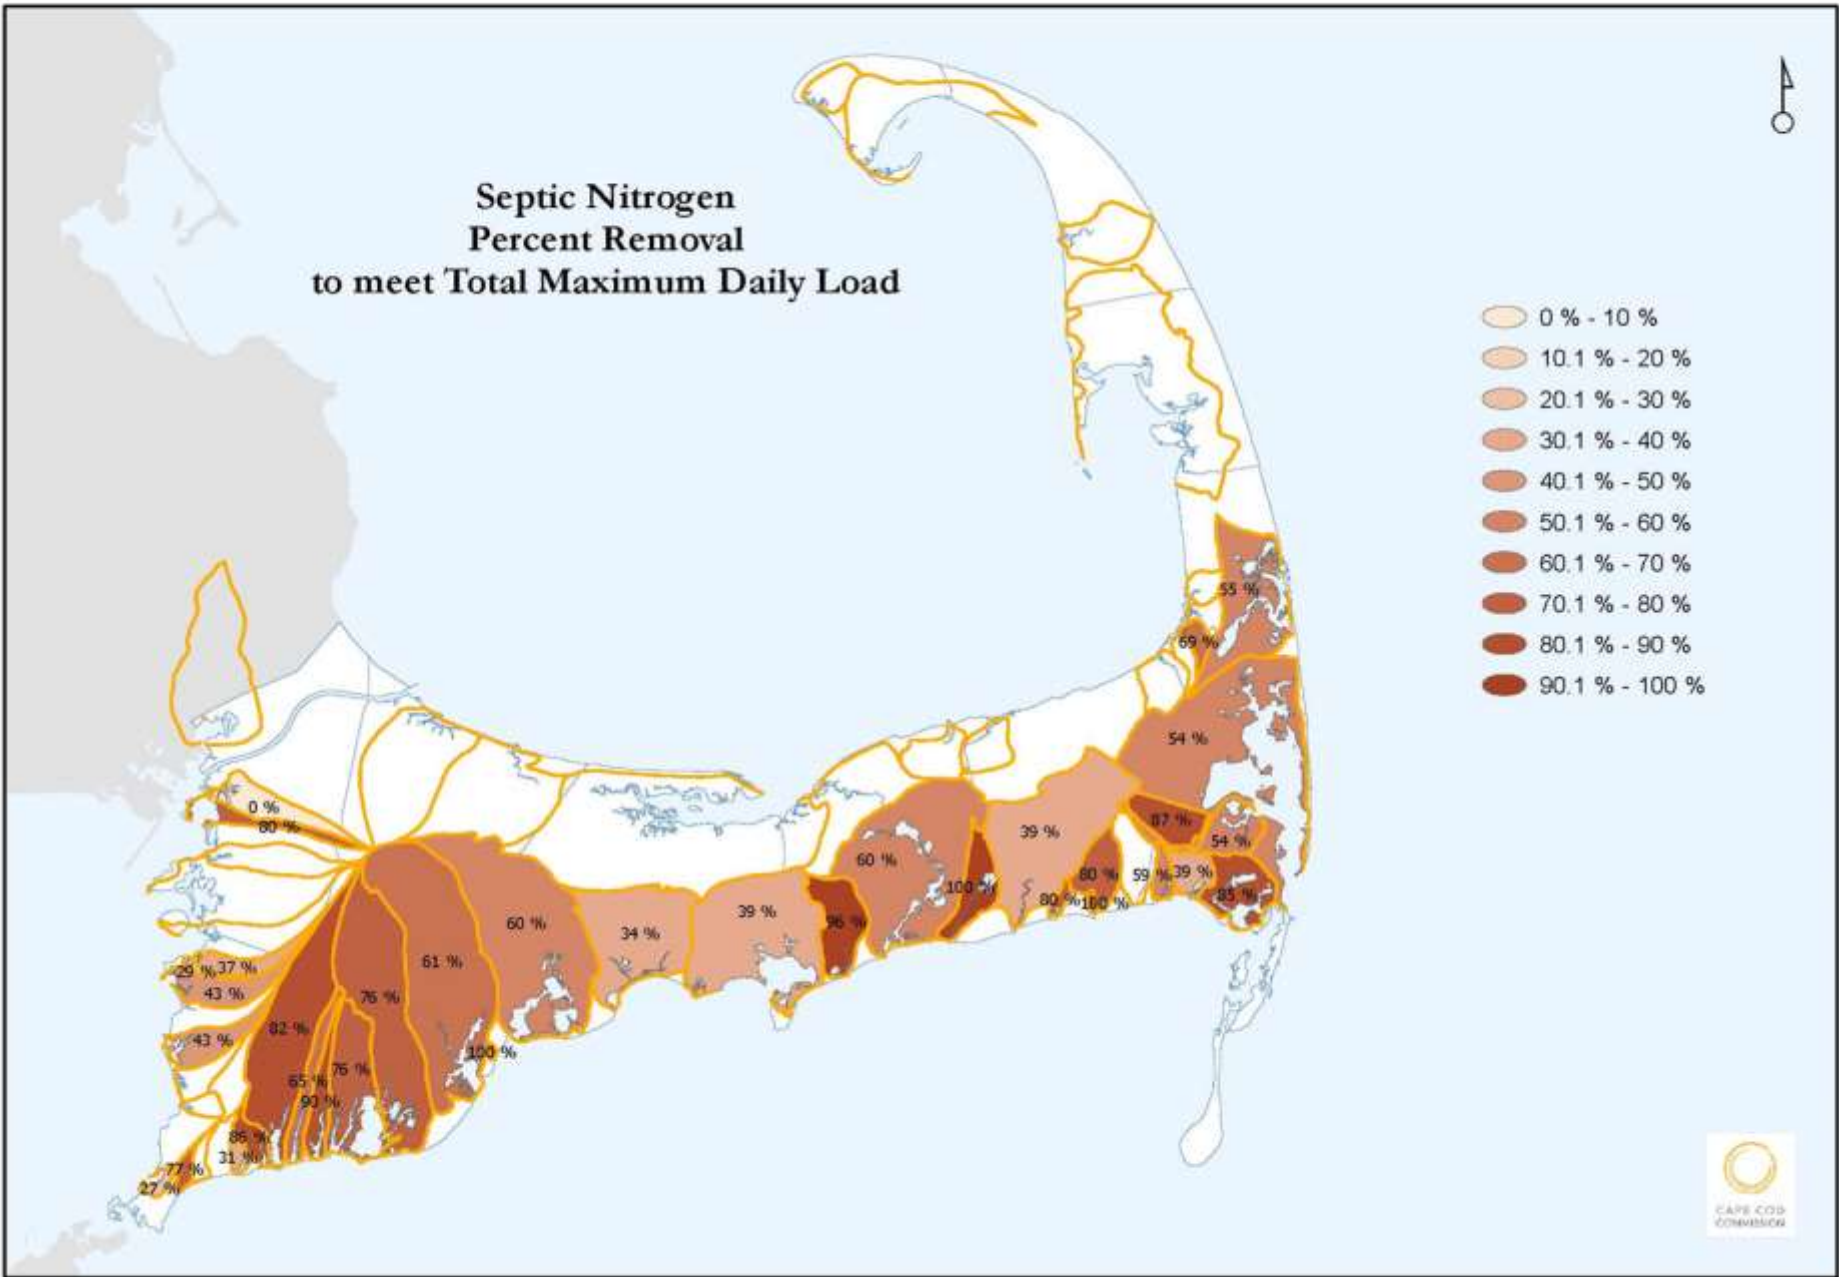 Septic Nitrogen
Percent Removal
to meet Total Maximum Daily Load
0 % - 10 %
10.1 % - 20 %
20.1 % - 30 %
30.1 % - 40 %
40.1 % - 50 %
50.1 % - 60 %
60.1 % - 70 %
70.1 % - 80 %
80.1 % - 90 %
90.1 % - 100 %
55 %
69 %
54 %
0 %
80 %
87 %
39 %
54 %
60 %
80 %
59 %
39 %
100 %
85 %
80 %
100 %
39 %
96 %
60 %
34 %
61 %
29 %
37 %
43 %
76 %
82 %
43 %
100 %
76 %
65 %
90 %
86 %
31 %
77 %
27 %
CAPE COD
COMMISSION